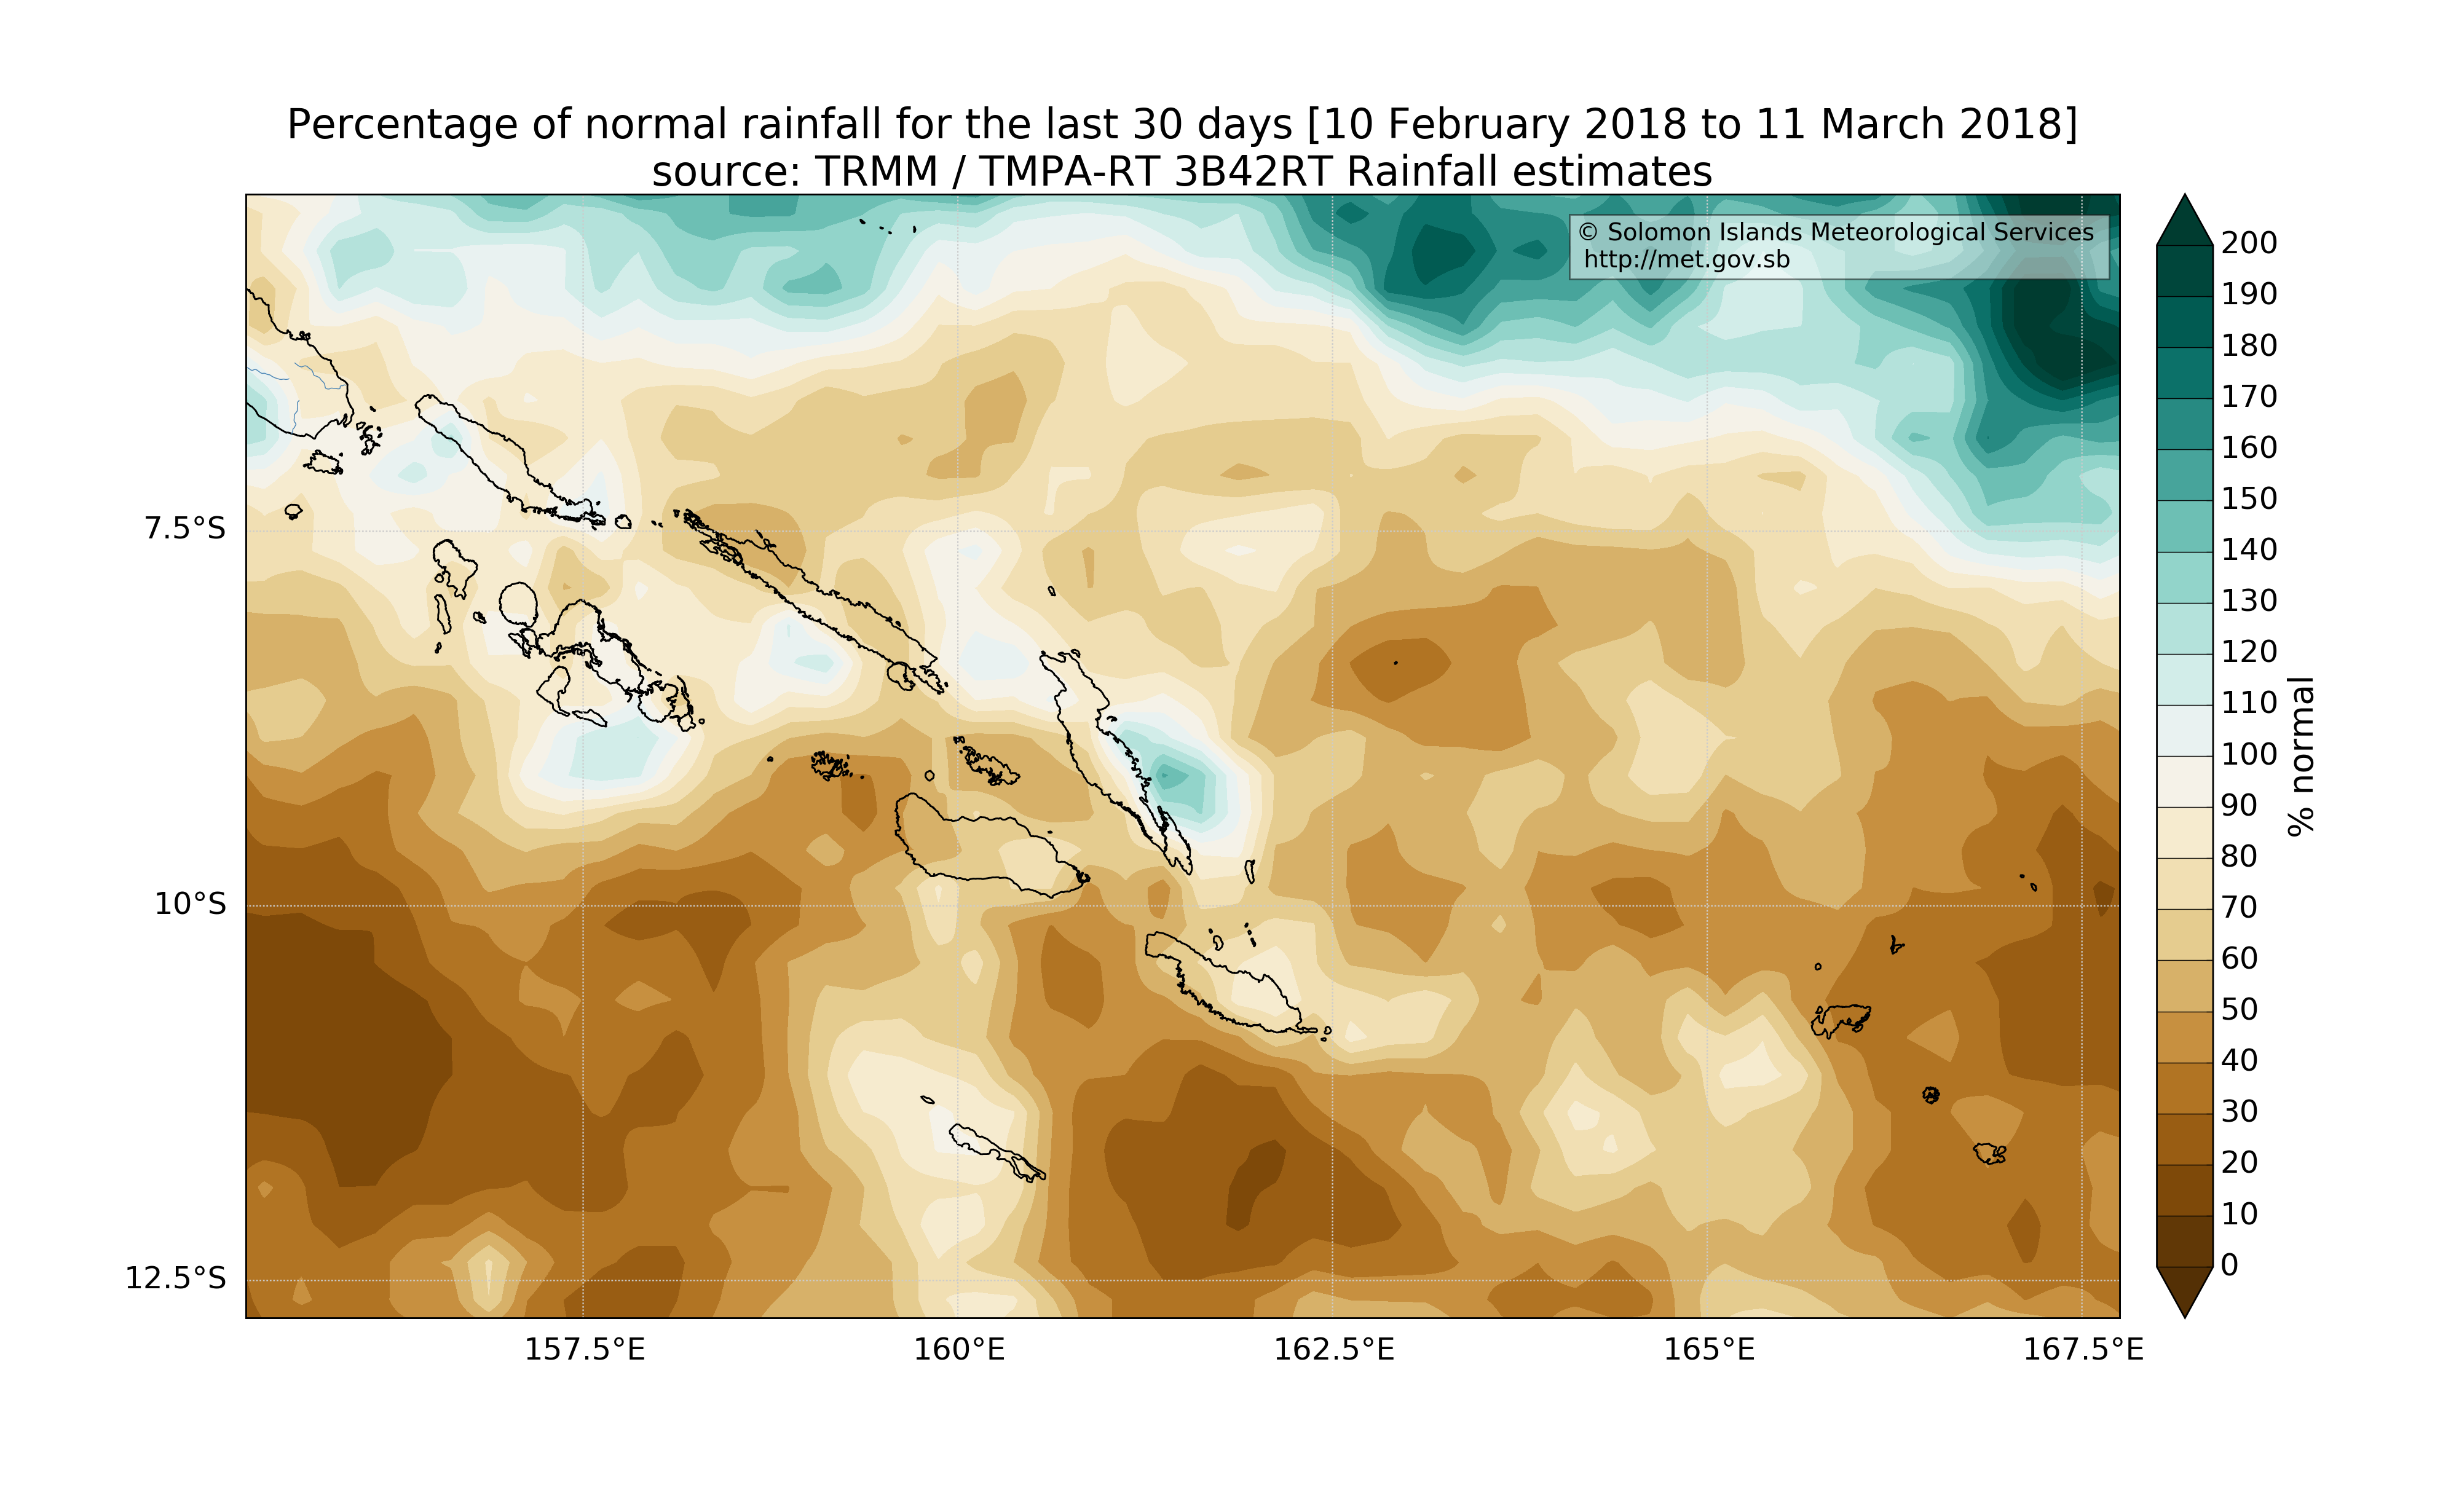 Percentage of normal rainfall for the last 30 days [10 February 2018 to 11 March 2018]
source: TRMM / TMPA-RT 3B42RT Rainfall estimates
© Solomon Islands Meteorological Services
http://met.gov.sb
7.5°S
10°S
12.5°S
157.5°E
160°E
162.5°E
165°E
167.5°E
200
190
180
170
160
150
140
130
120
110
100
90
80
70
60
50
40
30
20
10
0
% normal